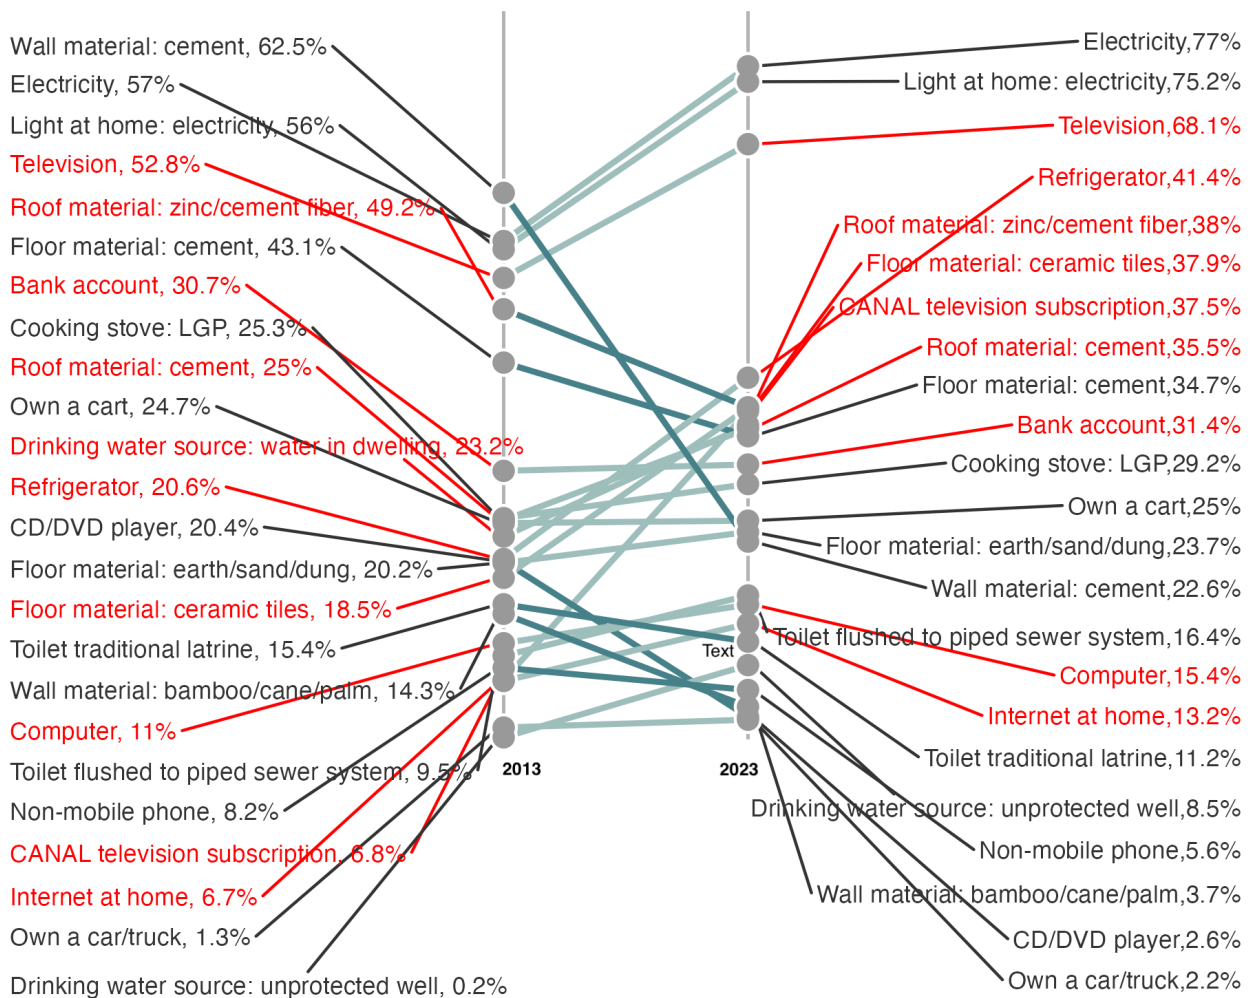 Wall material: cement, 62.5%
Electricity, 57%
Light at home: electricity, 56%
Television, 52.8%
Roof material: zinc/cement fiber, 49.2%
Floor material: cement, 43.1%
Bank account, 30.7%
Cooking stove: LGP, 25.3%
Roof material: cement, 25%
Own a cart, 24.7%
Drinking water source: water in dwelling, 23.2%
Refrigerator, 20.6%
CD/DVD player, 20.4%
Floor material: earth/sand/dung, 20.2%
Floor material: ceramic tiles, 18.5%
Toilet traditional latrine, 15.4%
Wall material: bamboo/cane/palm, 14.3%
Computer, 11%
Toilet flushed to piped sewer system, 9.5%
Non-mobile phone, 8.2%
CANAL television subscription, 6.8%
Internet at home, 6.7%
Own a car/truck, 1.3%
Drinking water source: unprotected well, 0.2%
2013
Text
2023
Electricity,77%
Light at home: electricity,75.2%
Television,68.1%
Refrigerator,41.4%
Roof material: zinc/cement fiber,38%
Floor material: ceramic tiles,37.9%
CANAL television subscription,37.5%
Roof material: cement,35.5%
Floor material: cement,34.7%
Bank account,31.4%
Cooking stove: LGP,29.2%
Own a cart,25%
Floor material: earth/sand/dung,23.7%
Wall material: cement,22.6%
Toilet flushed to piped sewer system,16.4%
Computer,15.4%
Internet at home,13.2%
Toilet traditional latrine,11.2%
Drinking water source: unprotected well,8.5%
Non-mobile phone,5.6%
Wall material: bamboo/cane/palm,3.7%
CD/DVD player,2.6%
Own a car/truck,2.2%